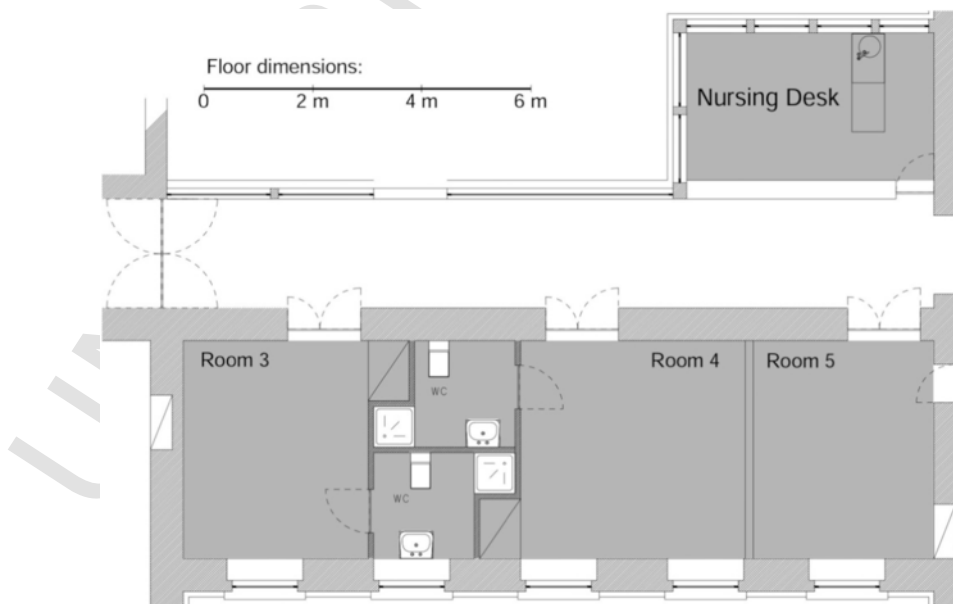 Floor dimensions:
0 2 m 4 m 6 m
Nursing Desk
Room 3
Room 4
Room 5
WC
WC